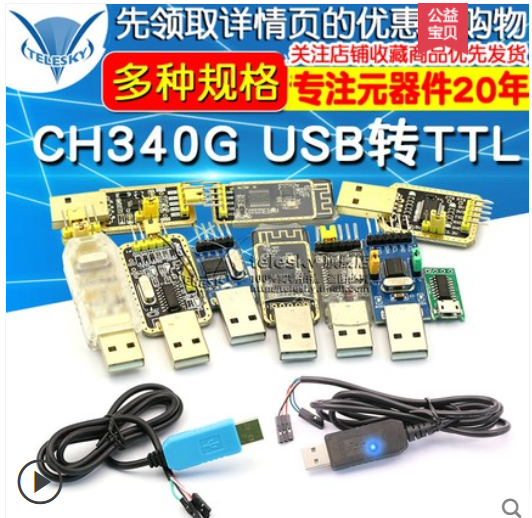 先领取详情页的优惠 购物
公益
宝贝
TELESKY
关注店铺收藏商品优先发货
多种规格
专注元器件20年
CH340G USB转TTL